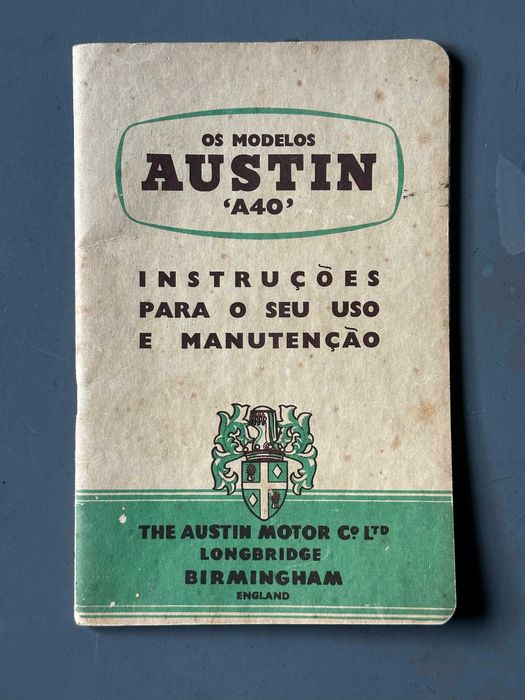 OS MODELOS
AUSTIN
'A40'
INSTRUÇÕES
PARA O SEU USO
E MANUTENÇÃO
THE AUSTIN MOTOR Cº LTD
LONGBRIDGE
BIRMINGHAM
ENGLAND